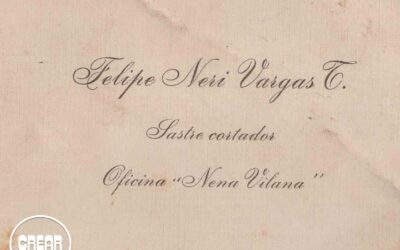 Felipe Neri Vargas T.
Sastre cortador
Oficina "Nena Vilana"
CREAR